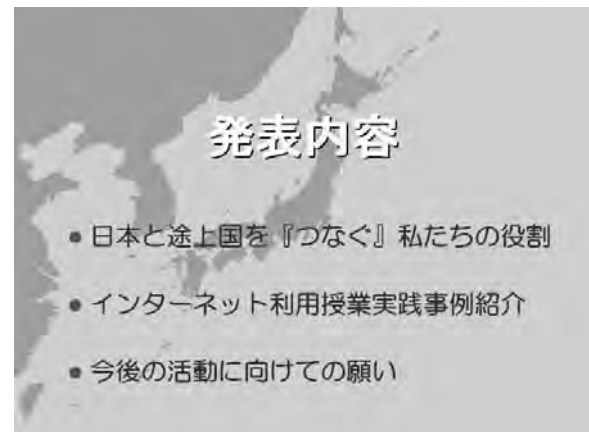 発表内容
● 日本と途上国を『つなぐ』私たちの役割
● インターネット利用授業実践事例紹介
● 今後の活動に向けての願い